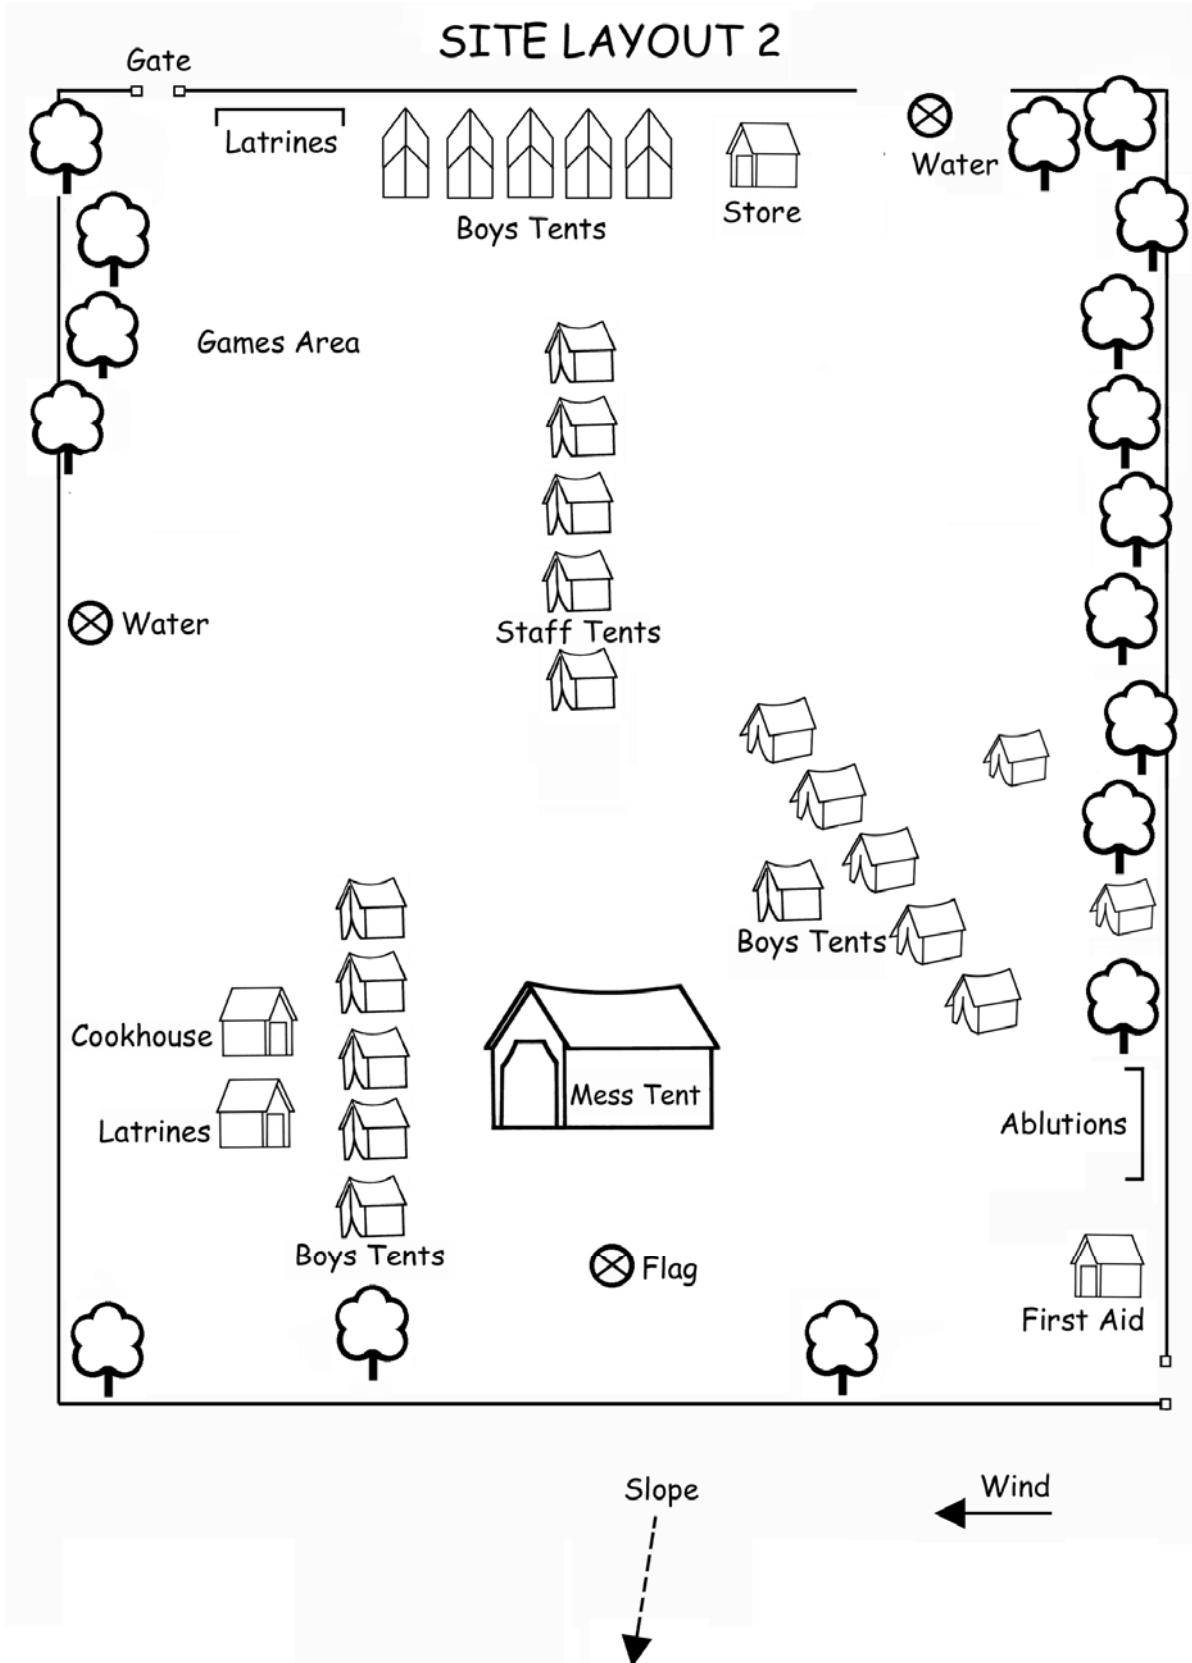 SITE LAYOUT 2
Gate
Latrines
Boys Tents
Store
Water
Games Area
Water
Staff Tents
Boys Tents
Cookhouse
Mess Tent
Latrines
Ablutions
Boys Tents
Flag
First Aid
Slope
Wind